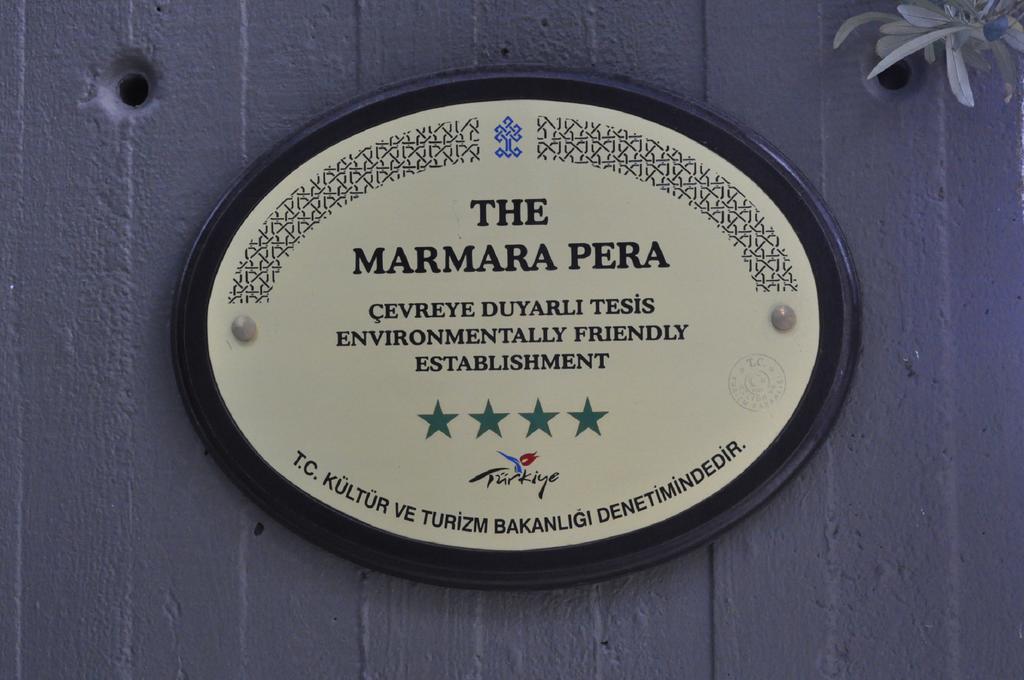 THE
MARMARA PERA
ÇEVREYE DUYARLI TESİS
ENVIRONMENTALLY FRIENDLY
ESTABLISHMENT
Türkiye
T.C. KÜLTÜR VE TURİZM BAKANLIĞI DENETİMİNDEDİR.
T.C.